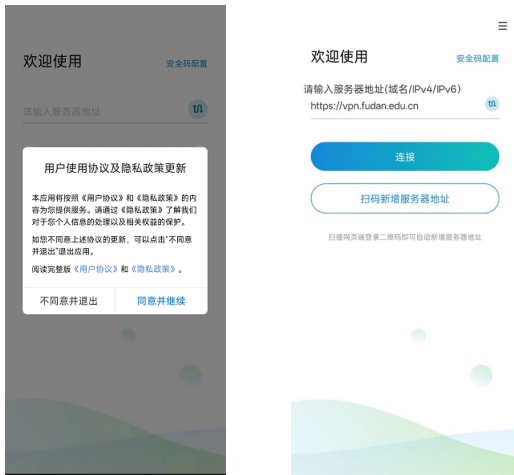 欢迎使用
安全码配置
请输入服务器地址
用户使用协议及隐私政策更新
本应用将按照《用户协议》和《隐私政策》的内
容为您提供服务。请通过《隐私政策》了解我们
对于您个人信息的处理以及相关权益的保护。
如您不同意上述协议的更新，可以点击“不同意
并退出”退出应用。
阅读完整版《用户协议》和《隐私政策》。
不同意并退出
同意并继续
欢迎使用
安全码配置
请输入服务器地址(域名/IPv4/IPv6)
https://vpn.fudan.edu.cn
连接
扫码新增服务器地址
扫描网页端登录二维码即可自动新增服务器地址